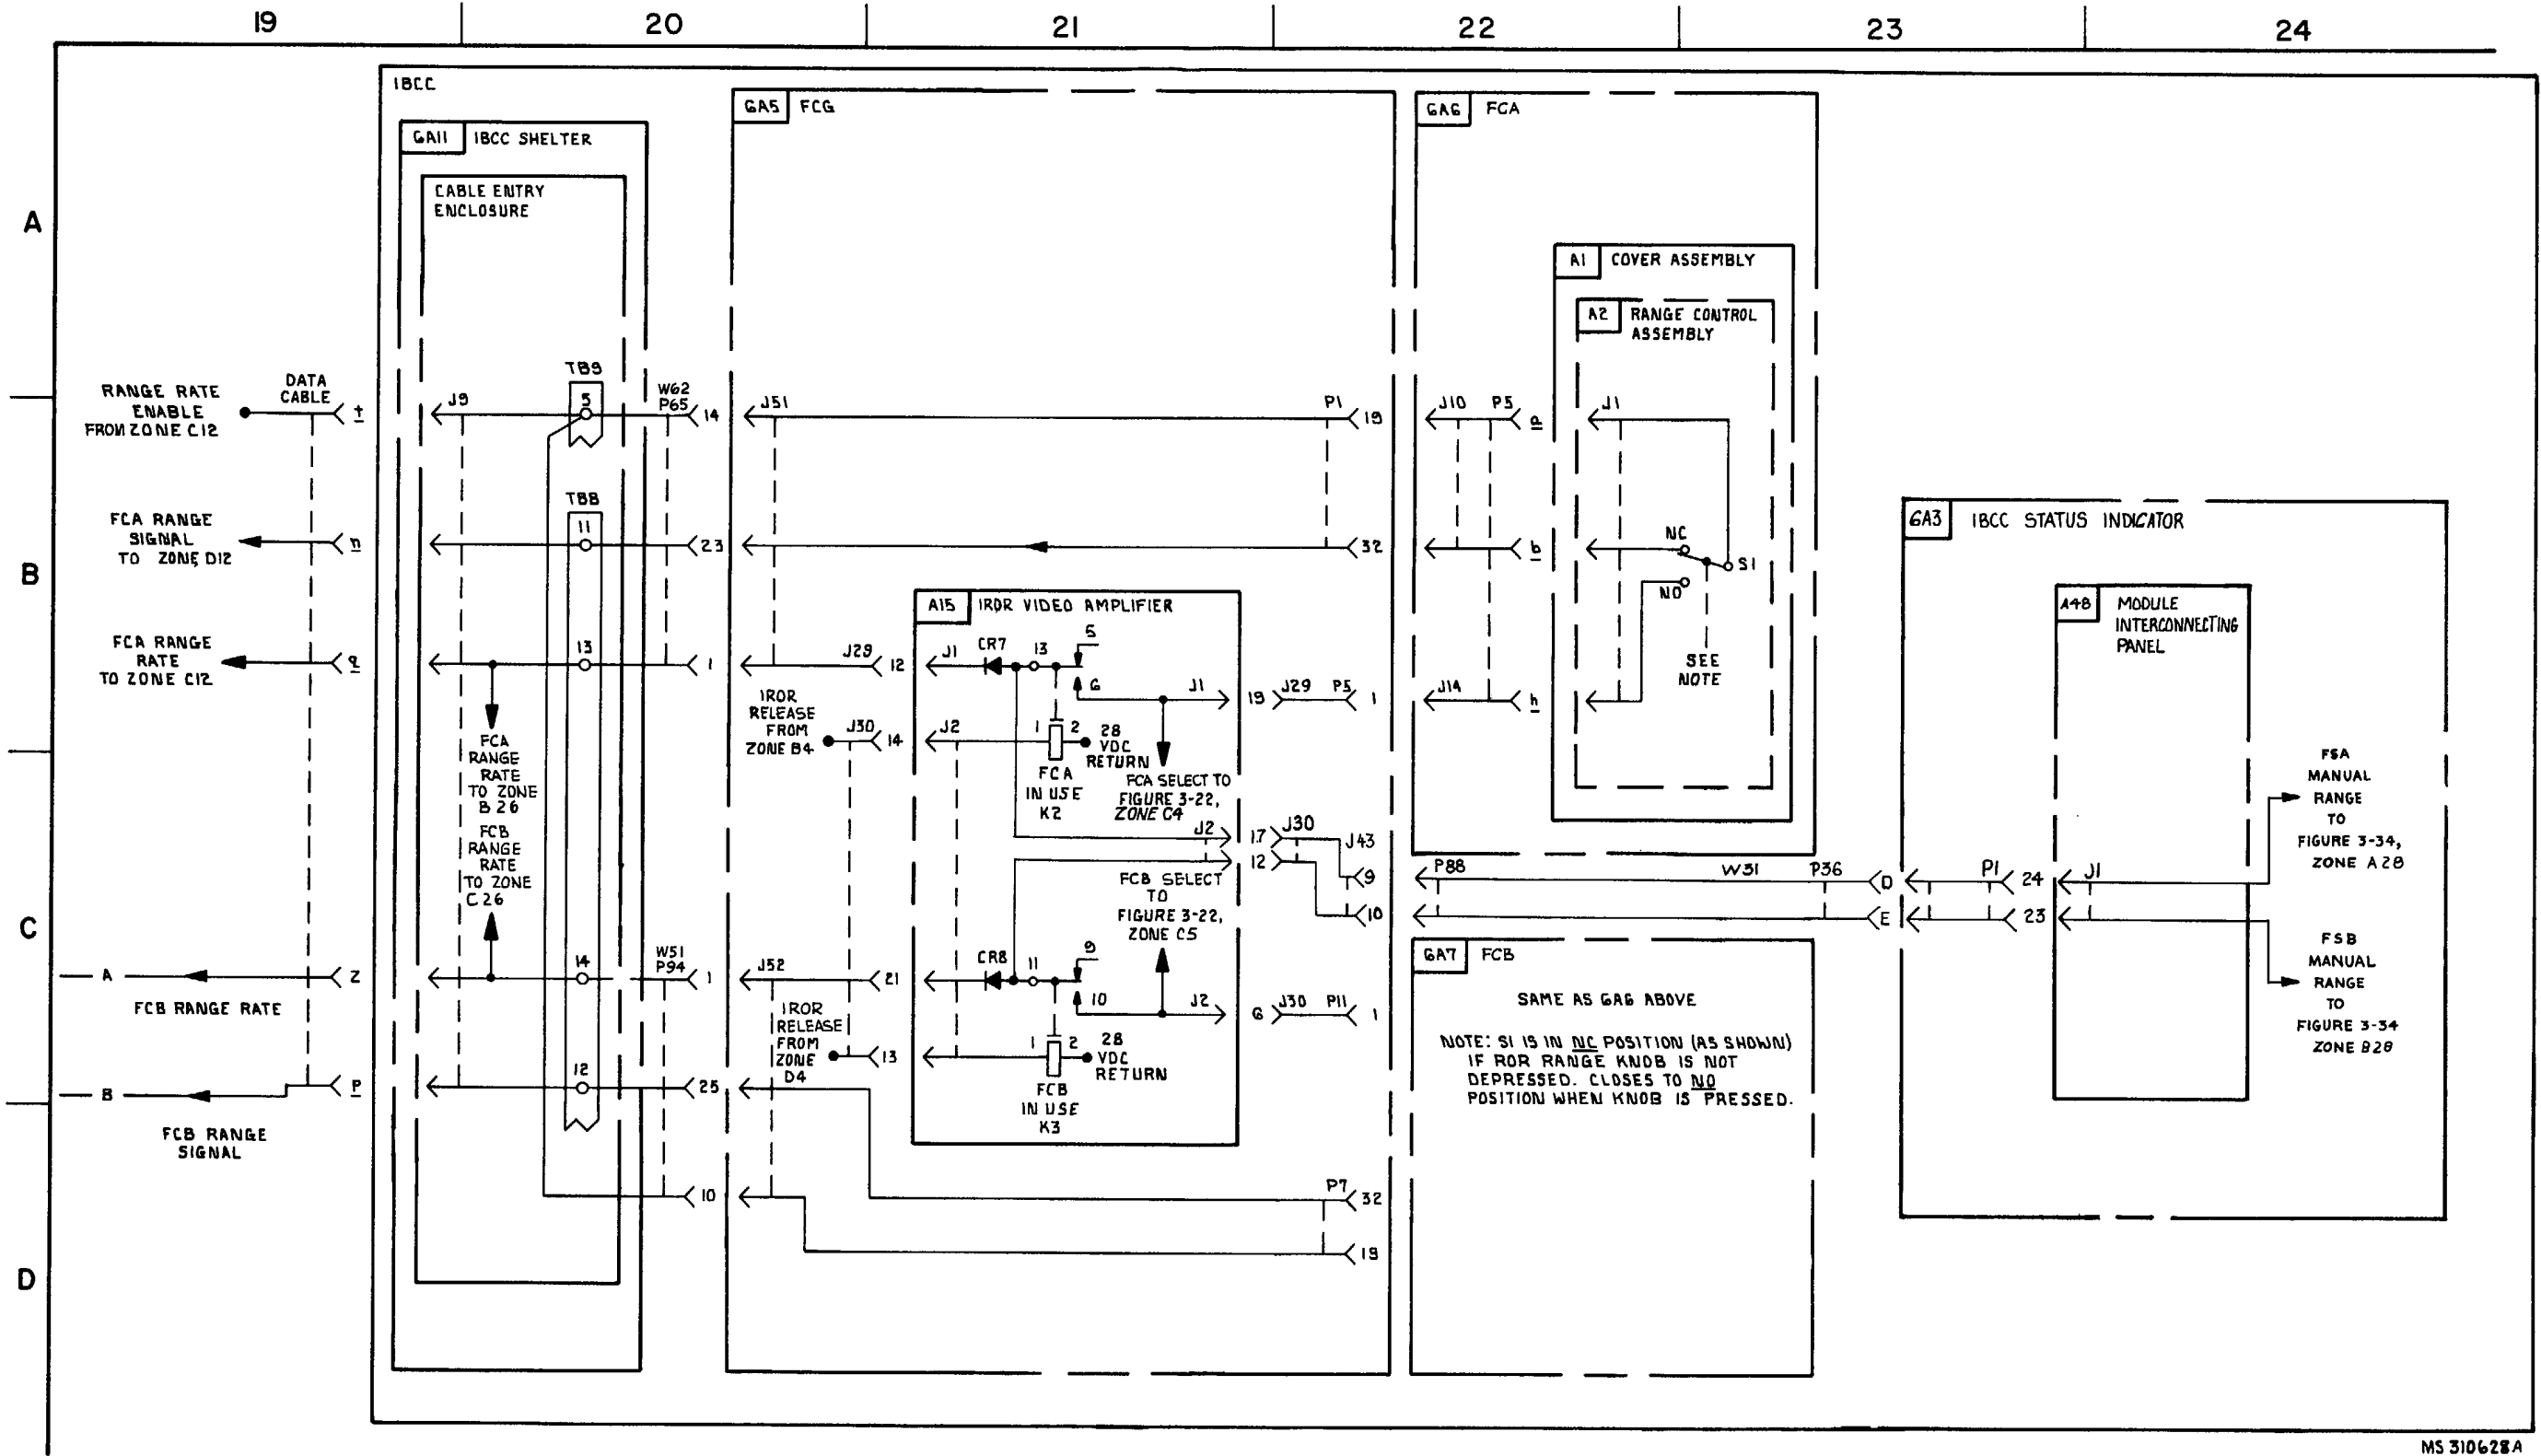 19
20
21
22
23
24
A
B
C
D
IBCC
6A11 IBCC SHELTER
CABLE ENTRY
ENCLOSURE
RANGE RATE
ENABLE
FROM ZONE C12
DATA
CABLE
t
J9
TB9
5
W62
P65
14
FCA RANGE
SIGNAL
TO ZONE D12
n
TB8
11
23
FCA RANGE
RATE
TO ZONE C12
q
13
1
FCA
RANGE
RATE
TO ZONE
B26
FCB
RANGE
RATE
TO ZONE
C26
A
FCB RANGE RATE
Z
14
W51
P94
1
B
FCB RANGE
SIGNAL
p
12
25
10
6A5 FCG
J51
P1
19
32
J29
12
IROR
RELEASE
FROM
ZONE B4
J30
14
A15 IROR VIDEO AMPLIFIER
J1
CR7
13
5
6
J1
19
J29
P5
1
J2
1
2
28
VDC
RETURN
FCA
IN USE
K2
FCA SELECT TO
FIGURE 3-22,
ZONE C4
J2
17
J30
12
J43
9
10
FCB SELECT
TO
FIGURE 3-22,
ZONE C5
J52
21
CR8
11
9
10
J2
6
J30
P11
1
IROR
RELEASE
FROM
ZONE
D4
13
1
2
28
VDC
RETURN
FCB
IN USE
K3
P7
32
19
6A6 FCA
A1 COVER ASSEMBLY
A2 RANGE CONTROL
ASSEMBLY
J10
P5
a
J1
b
NC
S1
NO
SEE
NOTE
J14
h
P88
W31
P36
D
E
P1
24
23
J1
6A7 FCB
SAME AS 6A6 ABOVE
NOTE: S1 IS IN NC POSITION (AS SHOWN)
IF ROR RANGE KNOB IS NOT
DEPRESSED. CLOSES TO NO
POSITION WHEN KNOB IS PRESSED.
6A3 IBCC STATUS INDICATOR
A48 MODULE
INTERCONNECTING
PANEL
FSA
MANUAL
RANGE
TO
FIGURE 3-34,
ZONE A28
FSB
MANUAL
RANGE
TO
FIGURE 3-34
ZONE B28
MS 310628A